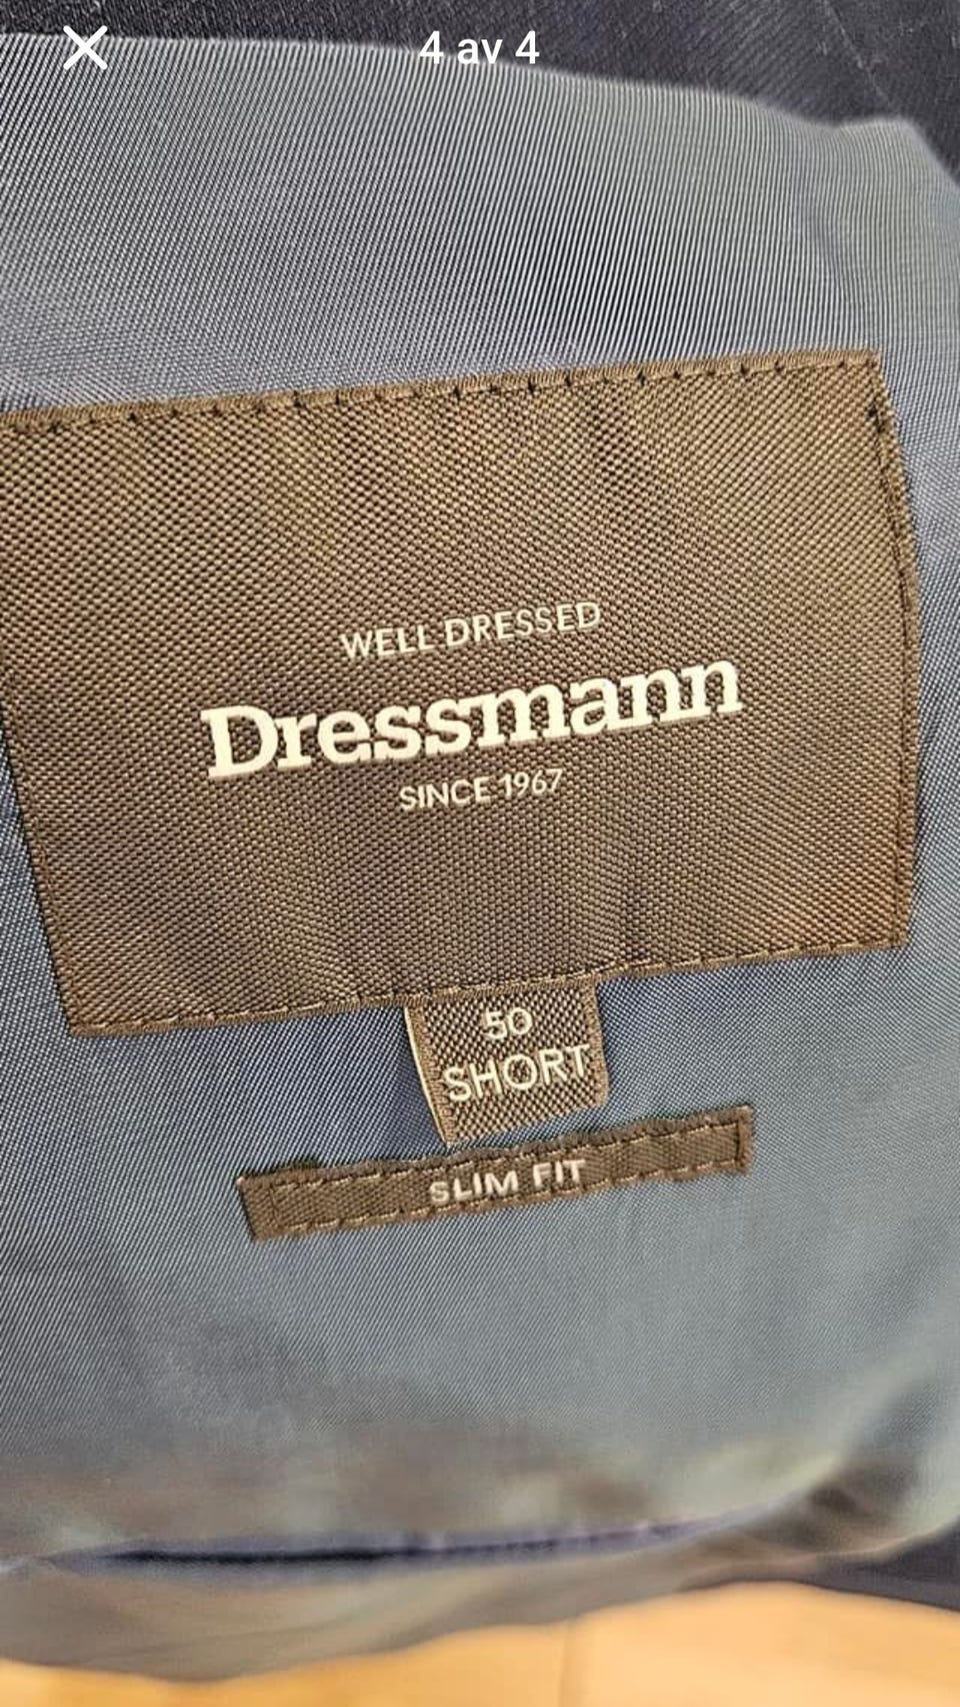 4 av 4
WELL DRESSED
Dressmann
SINCE 1967
50
SHORT
SLIM FIT